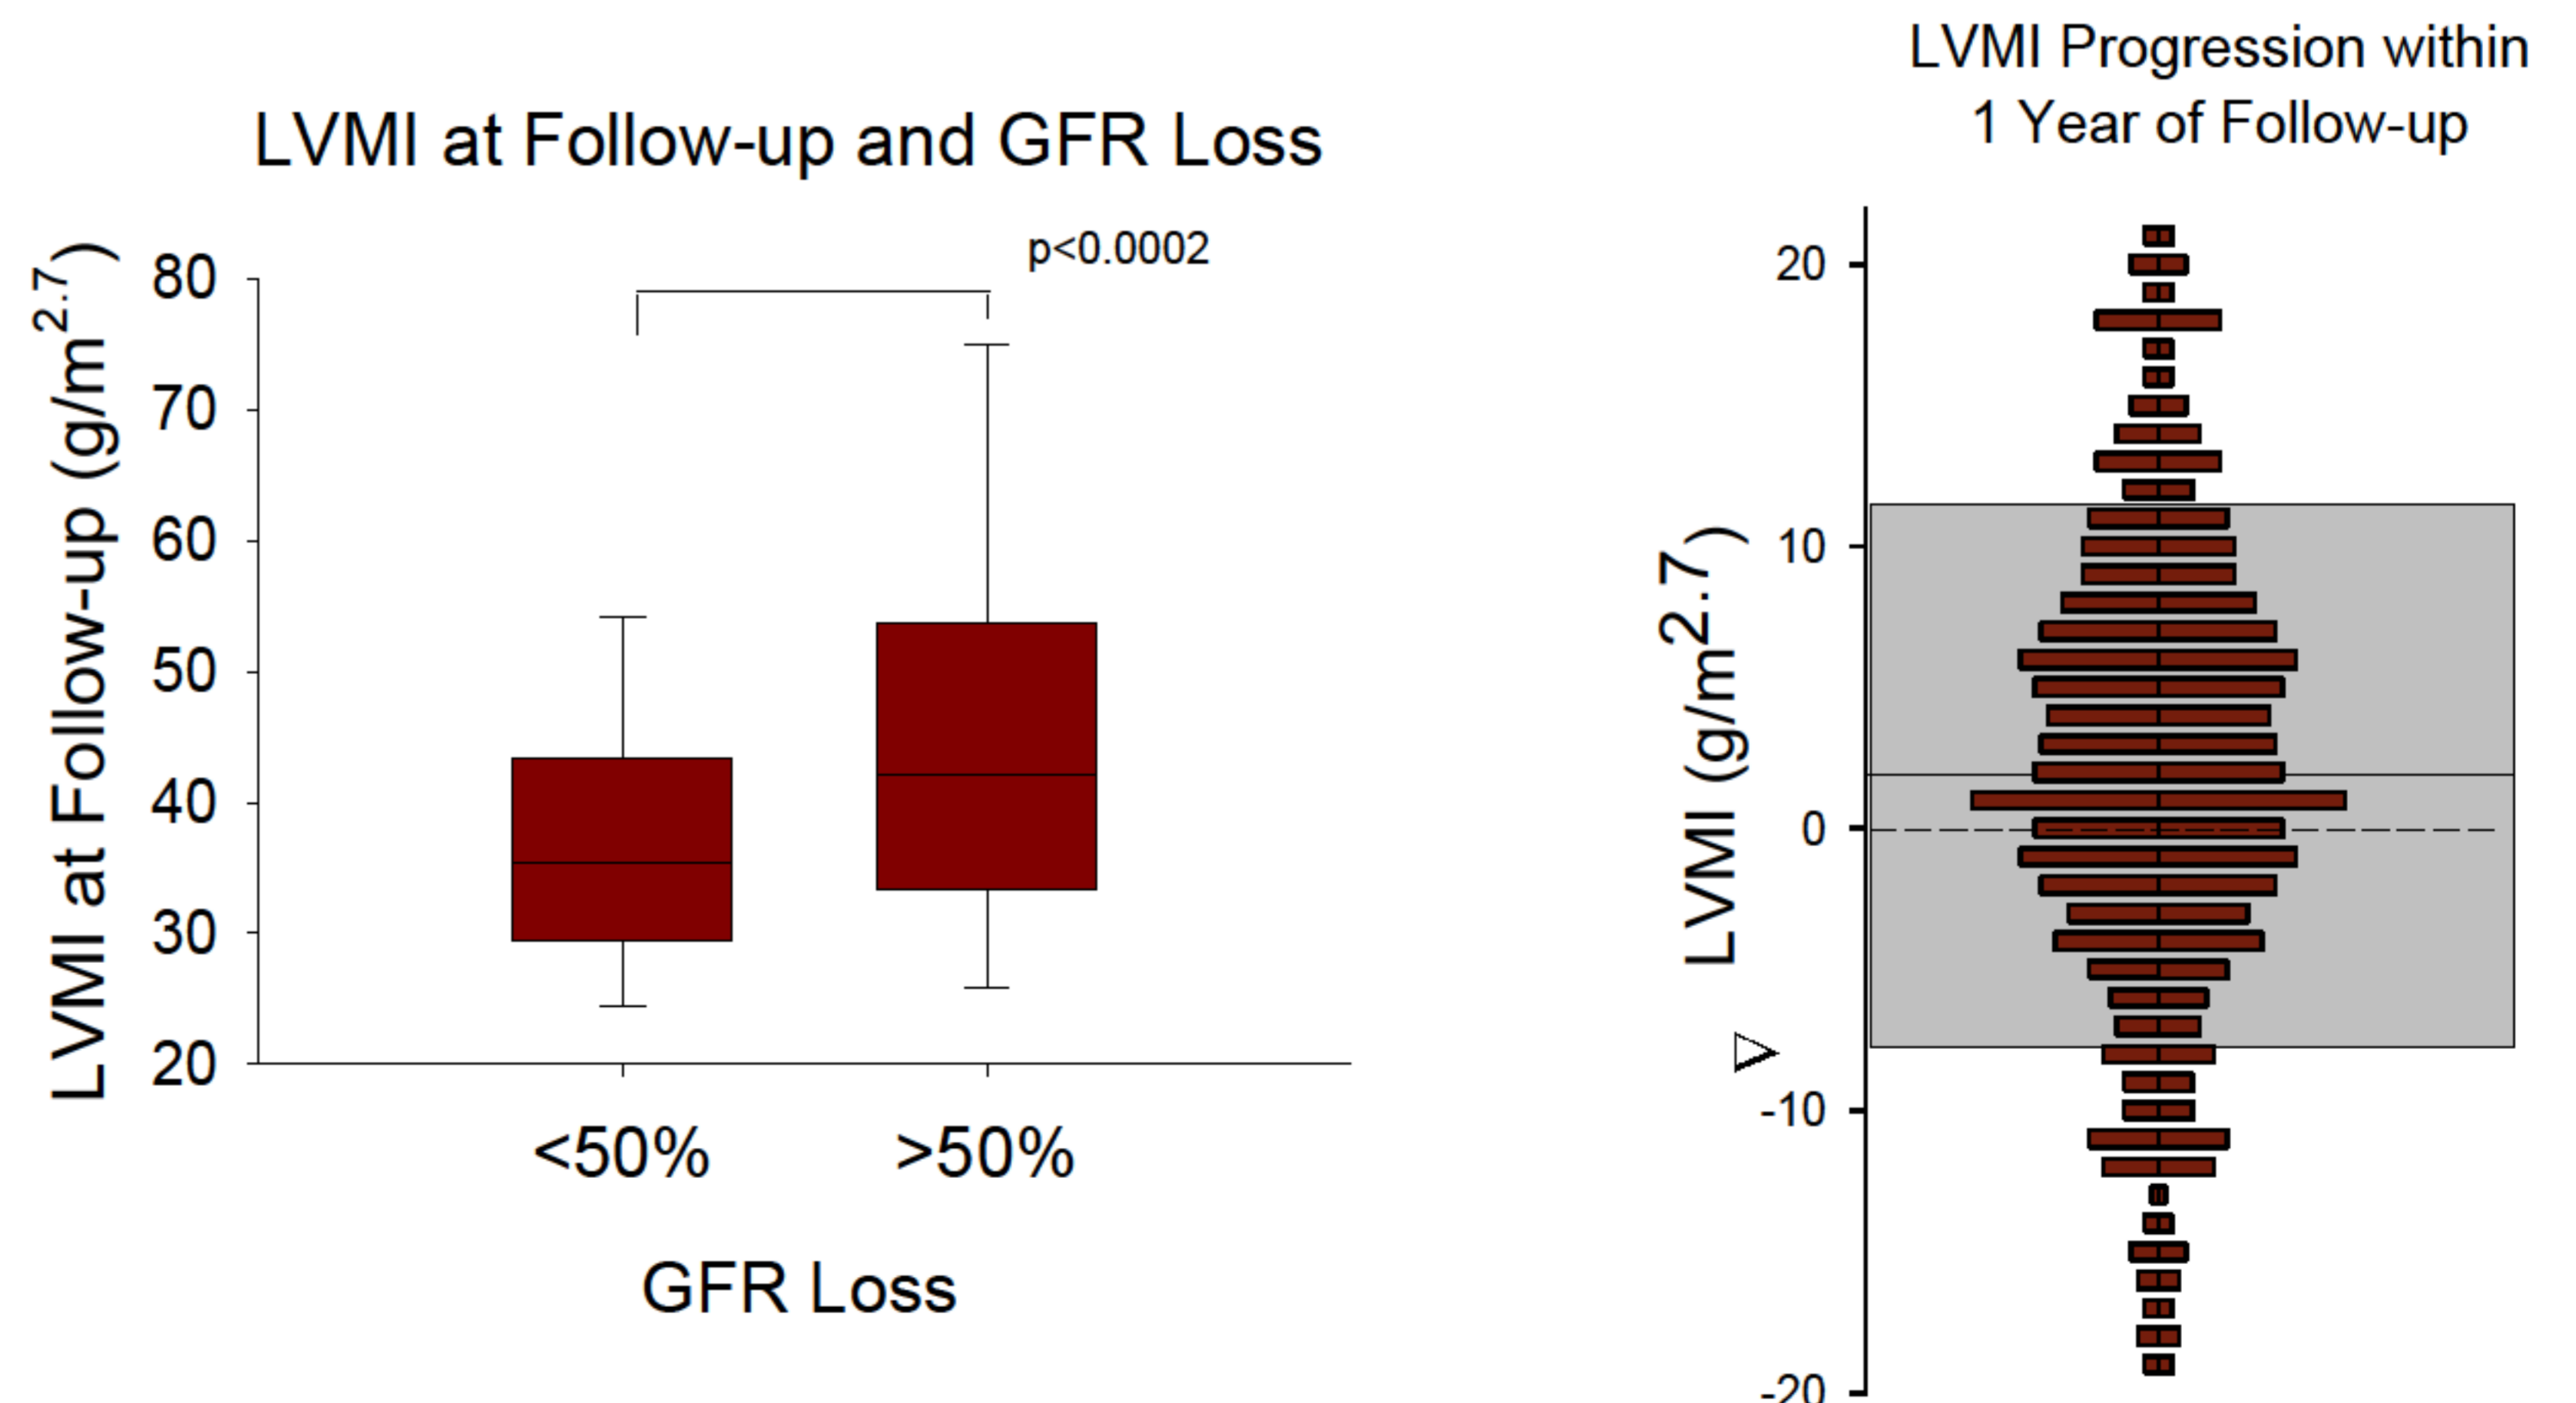 LVMI at Follow-up and GFR Loss
p<0.0002
LVMI at Follow-up (g/m2.7)
80
70
60
50
40
30
20
<50%
>50%
GFR Loss
LVMI Progression within
1 Year of Follow-up
Δ LVMI (g/m2.7)
20
10
0
-10
-20